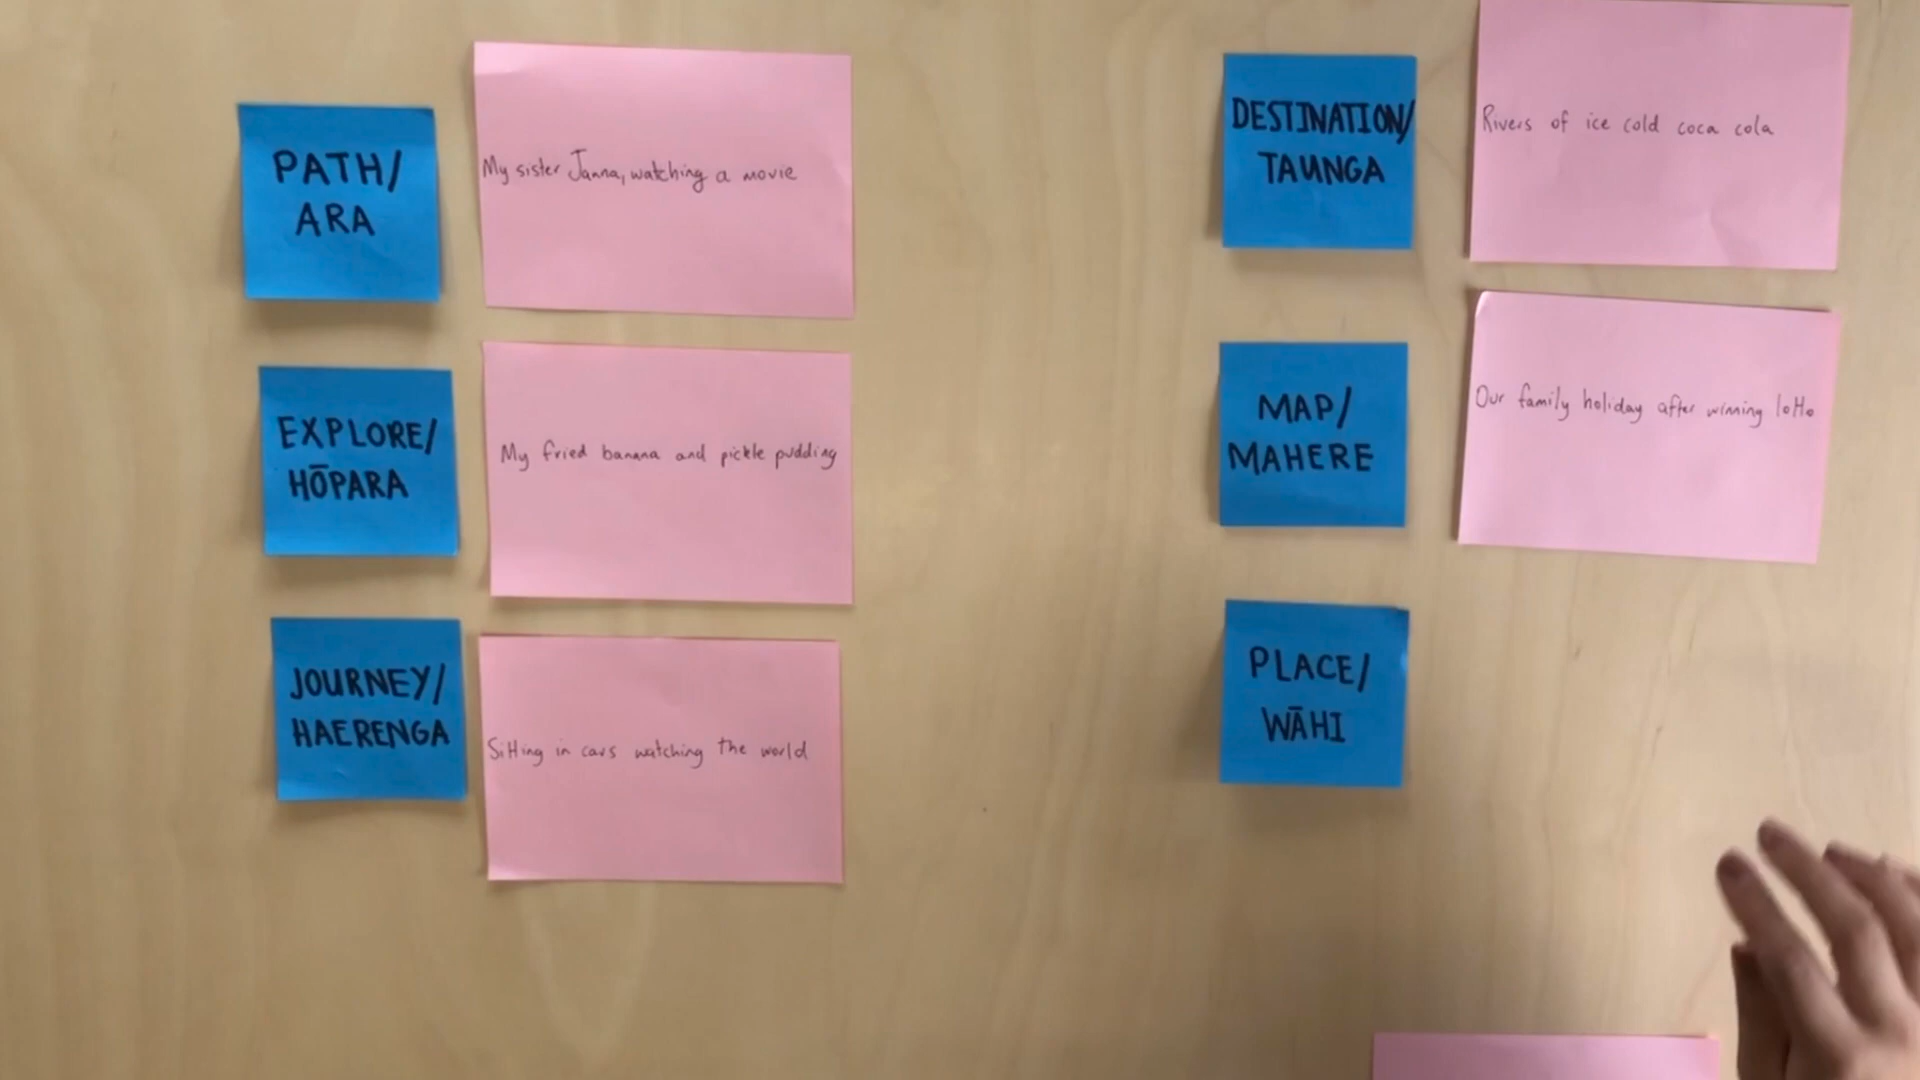 PATH/
ARA
My sister Janna, watching a movie
EXPLORE/
HŌPARA
My fried banana and pickle pudding
JOURNEY/
HAERENGA
Sitting in cars watching the world
DESTINATION/
TAUNGA
Rivers of ice cold coca cola
MAP/
MAHERE
Our family holiday after winning lotto
PLACE/
WĀHI